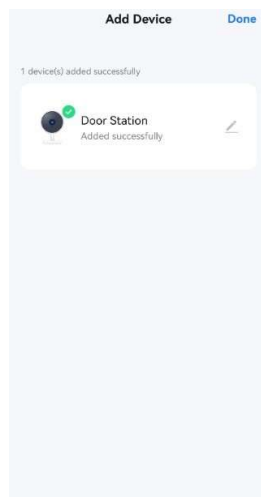 Add Device
Done
1 device(s) added successfully
Door Station
Added successfully